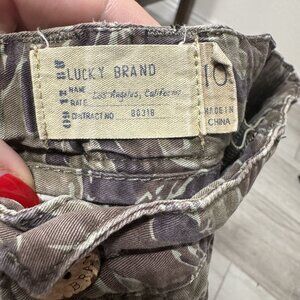 LUCKY BRAND
NAME Los Angeles, California
RATE
CONTRACT NO. 80318
10
MADE IN
CHINA